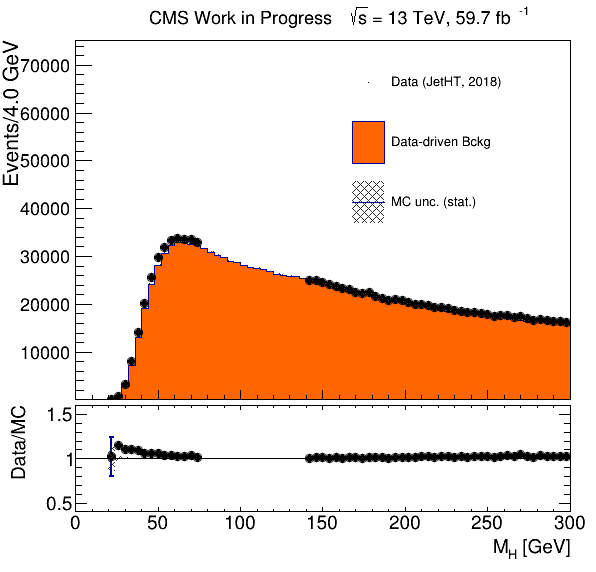 CMS Work in Progress √s = 13 TeV, 59.7 fb⁻¹
Events/4.0 GeV
70000
60000
50000
40000
30000
20000
10000
Data (JetHT, 2018)
Data-driven Bckg
MC unc. (stat.)
Data/MC
1.5
1
0.5
0 50 100 150 200 250 300
M_H [GeV]